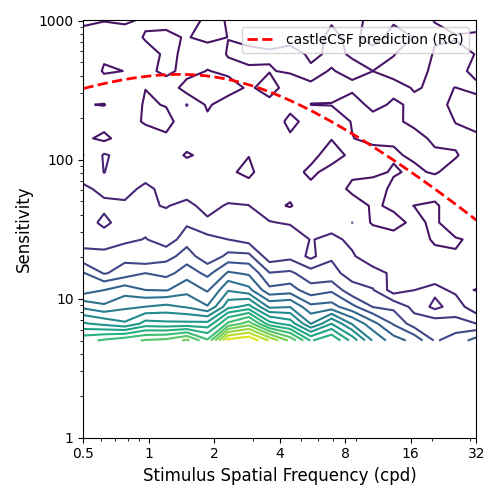 1000
castleCSF prediction (RG)
100
10
1
Sensitivity
0.5 1 2 4 8 16 32
Stimulus Spatial Frequency (cpd)